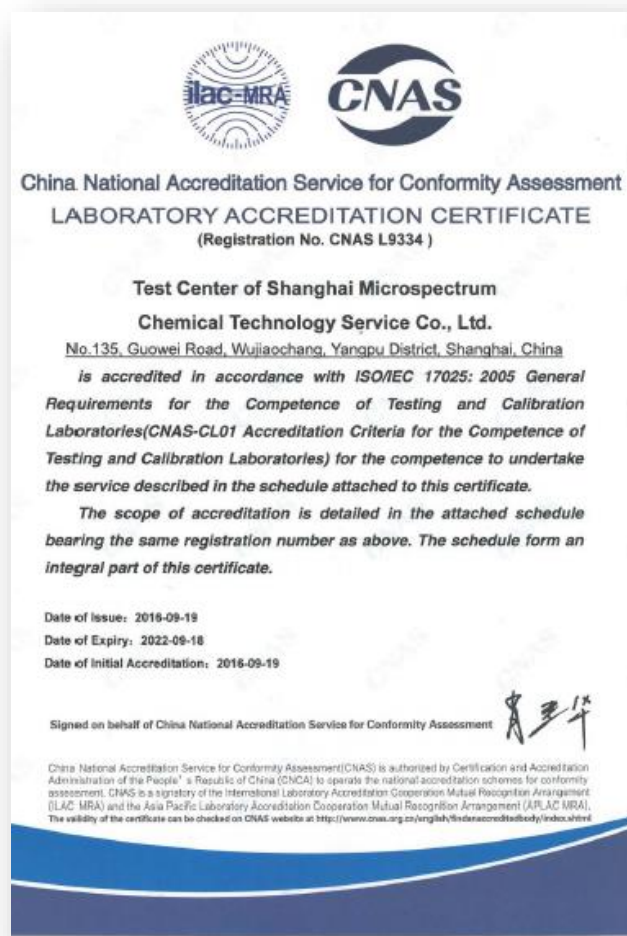 ilac-MRA
CNAS
China National Accreditation Service for Conformity Assessment
LABORATORY ACCREDITATION CERTIFICATE
(Registration No. CNAS L9334 )
Test Center of Shanghai Microspectrum
Chemical Technology Service Co., Ltd.
No.135, Guowei Road, Wujiaochang, Yangpu District, Shanghai, China
is accredited in accordance with ISO/IEC 17025: 2005 General
Requirements for the Competence of Testing and Calibration
Laboratories(CNAS-CL01 Accreditation Criteria for the Competence of
Testing and Calibration Laboratories) for the competence to undertake
the service described in the schedule attached to this certificate.
The scope of accreditation is detailed in the attached schedule
bearing the same registration number as above. The schedule form an
integral part of this certificate.
Date of Issue: 2016-09-19
Date of Expiry: 2022-09-18
Date of Initial Accreditation: 2016-09-19
Signed on behalf of China National Accreditation Service for Conformity Assessment
China National Accreditation Service for Conformity Assessment(CNAS) is authorized by Certification and Accreditation
Administration of the People's Republic of China (CNCA) to operate the national accreditation schemes for conformity
assessment. CNAS is a signatory of the International Laboratory Accreditation Cooperation Mutual Recognition Arrangement
(ILAC MRA) and the Asia Pacific Laboratory Accreditation Cooperation Mutual Recognition Arrangement (APLAC MRA).
The validity of the certificate can be checked on CNAS website at http://www.cnas.org.cn/english/findanaccreditedbody/index.shtml